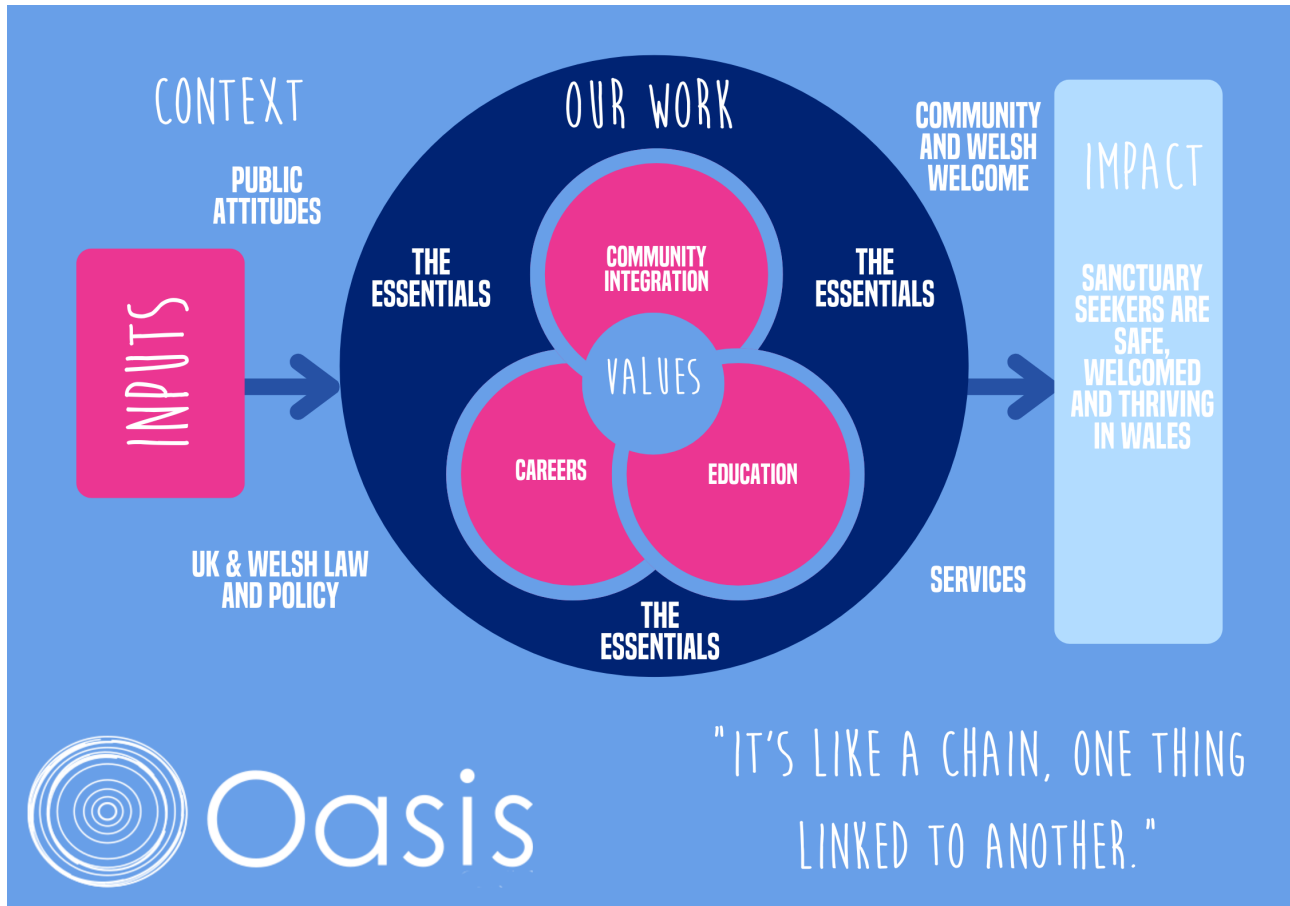 CONTEXT
PUBLIC
ATTITUDES
INPUTS
UK & WELSH LAW
AND POLICY
OUR WORK
THE
ESSENTIALS
COMMUNITY
INTEGRATION
THE
ESSENTIALS
VALUES
CAREERS
EDUCATION
THE
ESSENTIALS
COMMUNITY
AND WELSH
WELCOME
SERVICES
IMPACT
SANCTUARY
SEEKERS ARE
SAFE,
WELCOMED
AND THRIVING
IN WALES
Oasis
"IT'S LIKE A CHAIN, ONE THING
LINKED TO ANOTHER."